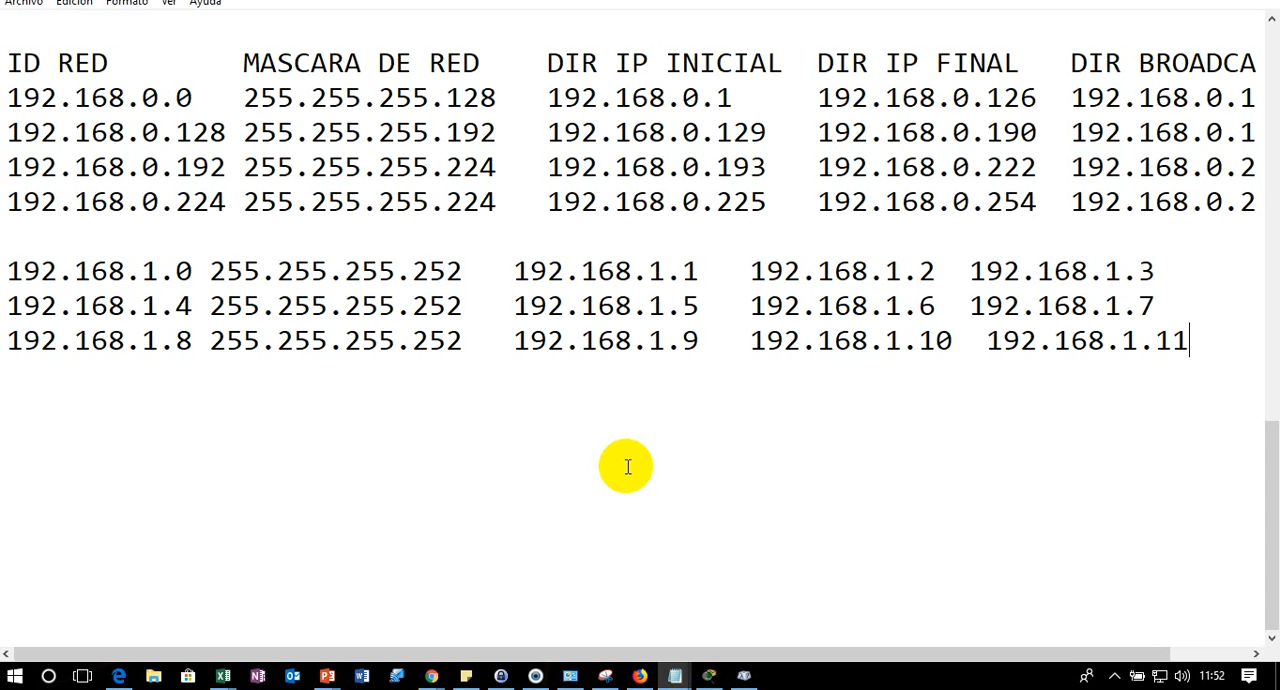 Archivo Edición Formato Ver Ayuda
ID RED MASCARA DE RED DIR IP INICIAL DIR IP FINAL DIR BROADCA
192.168.0.0 255.255.255.128 192.168.0.1 192.168.0.126 192.168.0.1
192.168.0.128 255.255.255.192 192.168.0.129 192.168.0.190 192.168.0.1
192.168.0.192 255.255.255.224 192.168.0.193 192.168.0.222 192.168.0.2
192.168.0.224 255.255.255.224 192.168.0.225 192.168.0.254 192.168.0.2
192.168.1.0 255.255.255.252 192.168.1.1 192.168.1.2 192.168.1.3
192.168.1.4 255.255.255.252 192.168.1.5 192.168.1.6 192.168.1.7
192.168.1.8 255.255.255.252 192.168.1.9 192.168.1.10 192.168.1.11
11:52